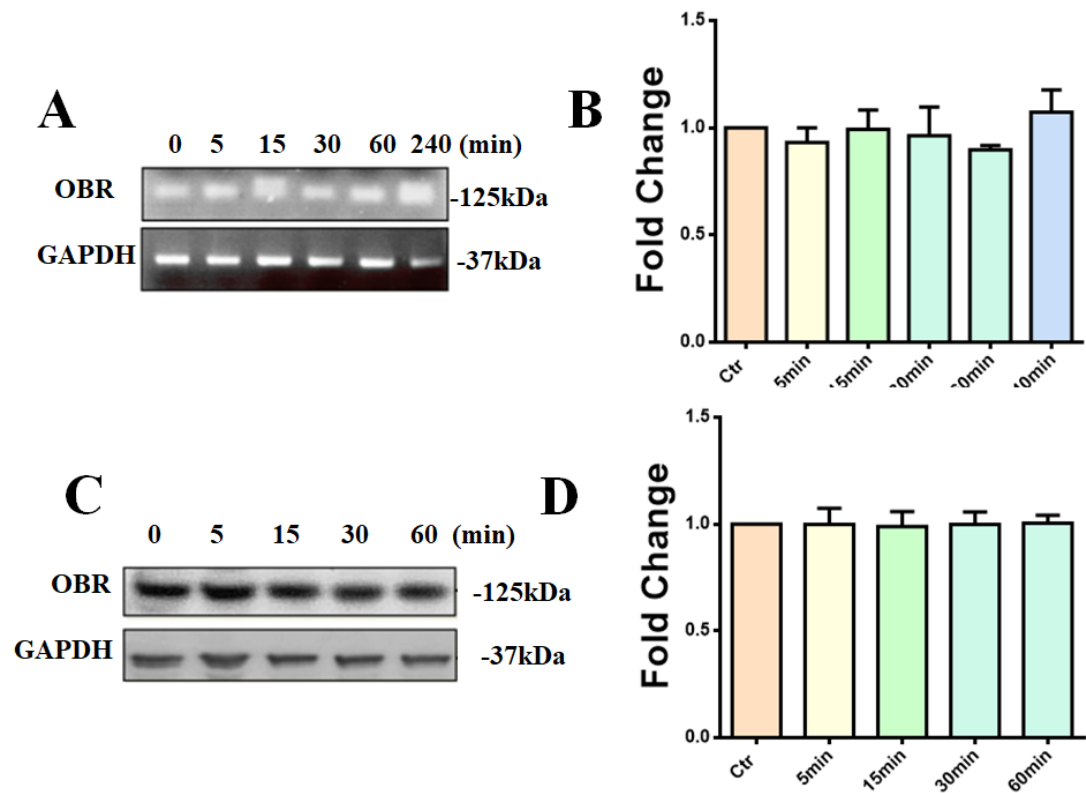 A
0 5 15 30 60 240 (min)
OBR
-125kDa
GAPDH
-37kDa
B
Fold Change
1.5
1.0
0.5
0.0
Ctr
5min
C
0 5 15 30 60 (min)
OBR
-125kDa
GAPDH
-37kDa
D
Fold Change
1.5
1.0
0.5
0.0
Ctr
5min
15min
30min
60min